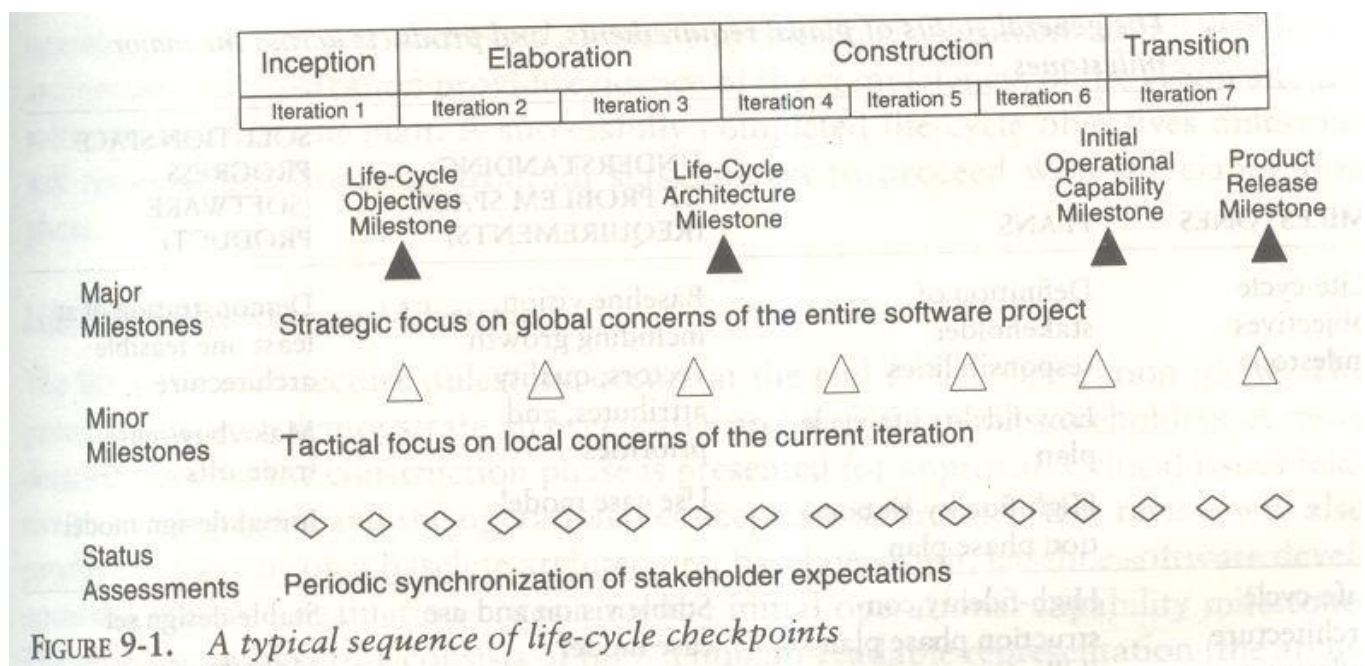 Inception Elaboration Construction Transition
Iteration 1 Iteration 2 Iteration 3 Iteration 4 Iteration 5 Iteration 6 Iteration 7
Life-Cycle
Objectives
Milestone
Life-Cycle
Architecture
Milestone
Initial
Operational
Capability
Milestone
Product
Release
Milestone
Major
Milestones
Strategic focus on global concerns of the entire software project
Minor
Milestones
Tactical focus on local concerns of the current iteration
Status
Assessments
Periodic synchronization of stakeholder expectations
FIGURE 9-1. A typical sequence of life-cycle checkpoints